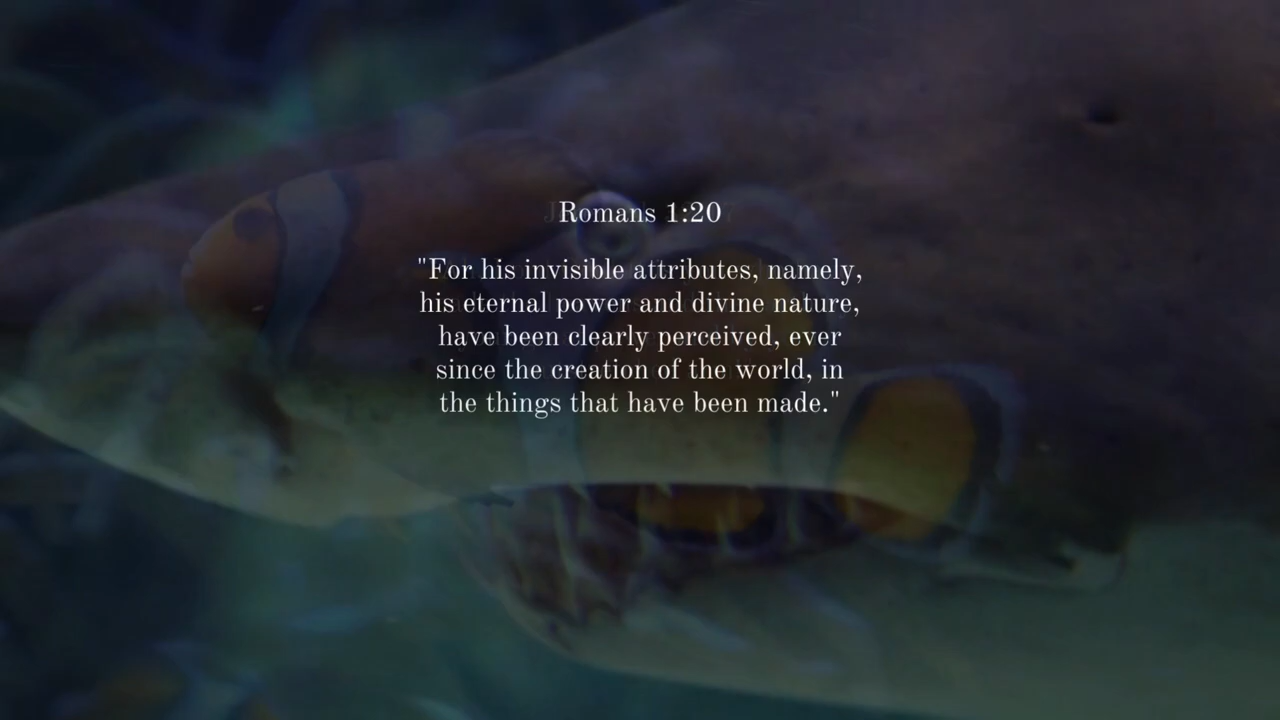 Romans 1:20
"For his invisible attributes, namely,
his eternal power and divine nature,
have been clearly perceived, ever
since the creation of the world, in
the things that have been made."